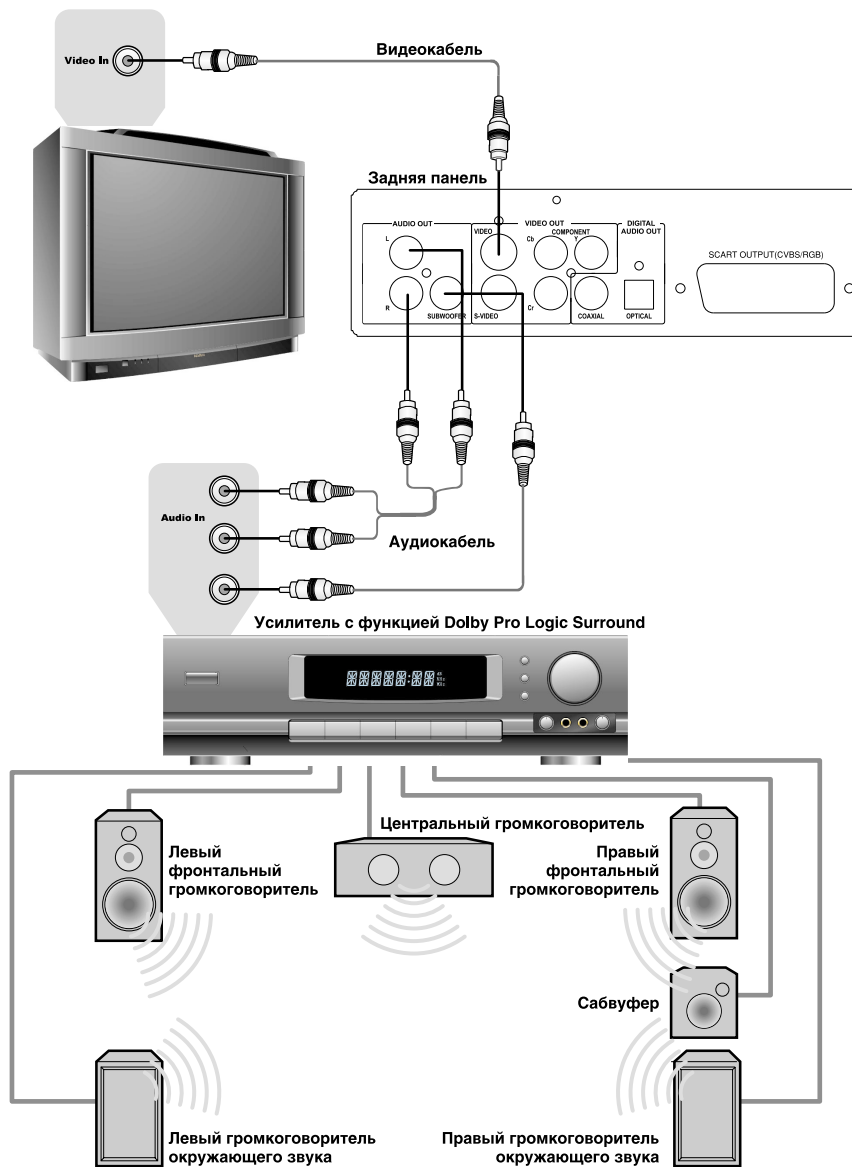 Видеокабель
Video In
Задняя панель
AUDIO OUT
VIDEO OUT
DIGITAL
AUDIO OUT
L
VIDEO
Cb
COMPONENT
Y
SCART OUTPUT(CVBS/RGB)
R
SUBWOOFER
S-VIDEO
Cr
COAXIAL
OPTICAL
Audio In
Аудиокабель
Усилитель с функцией Dolby Pro Logic Surround
Центральный громкоговоритель
Левый
фронтальный
громкоговоритель
Правый
фронтальный
громкоговоритель
Сабвуфер
Левый громкоговоритель
окружающего звука
Правый громкоговоритель
окружающего звука